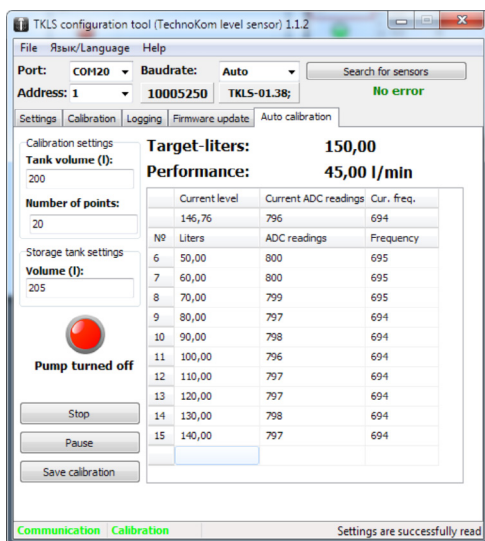 TKLS configuration tool (TechnoKom level sensor) 1.1.2
File Язык/Language Help
Port: COM20 Baudrate: Auto Search for sensors
Address: 1 10005250 TKLS-01.38; No error
Settings Calibration Logging Firmware update Auto calibration
Calibration settings
Tank volume (l):
200
Number of points:
20
Storage tank settings
Volume (l):
205
Pump turned off
Stop
Pause
Save calibration
Target-liters: 150,00
Performance: 45,00 l/min
Current level Current ADC readings Cur. freq.
146,76 796 694
Nº Liters ADC readings Frequency
6 50,00 800 695
7 60,00 800 695
8 70,00 799 695
9 80,00 797 694
10 90,00 798 694
11 100,00 796 694
12 110,00 797 694
13 120,00 797 694
14 130,00 798 694
15 140,00 797 694
Communication Calibration Settings are successfully read